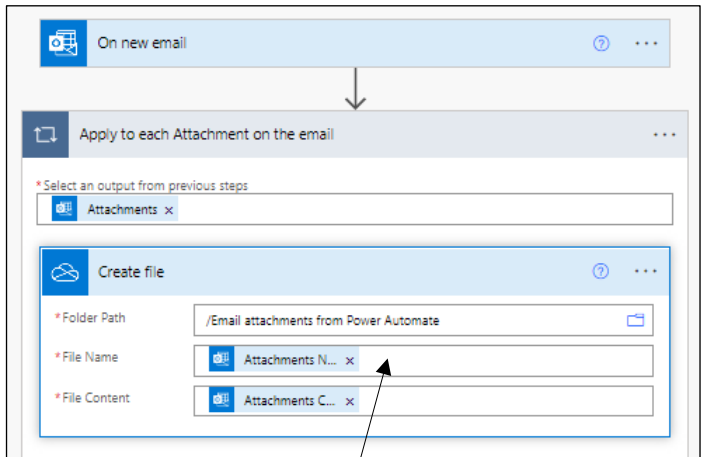 On new email
Apply to each Attachment on the email
* Select an output from previous steps
Attachments ×
Create file
* Folder Path /Email attachments from Power Automate
* File Name Attachments N... ×
* File Content Attachments C... ×